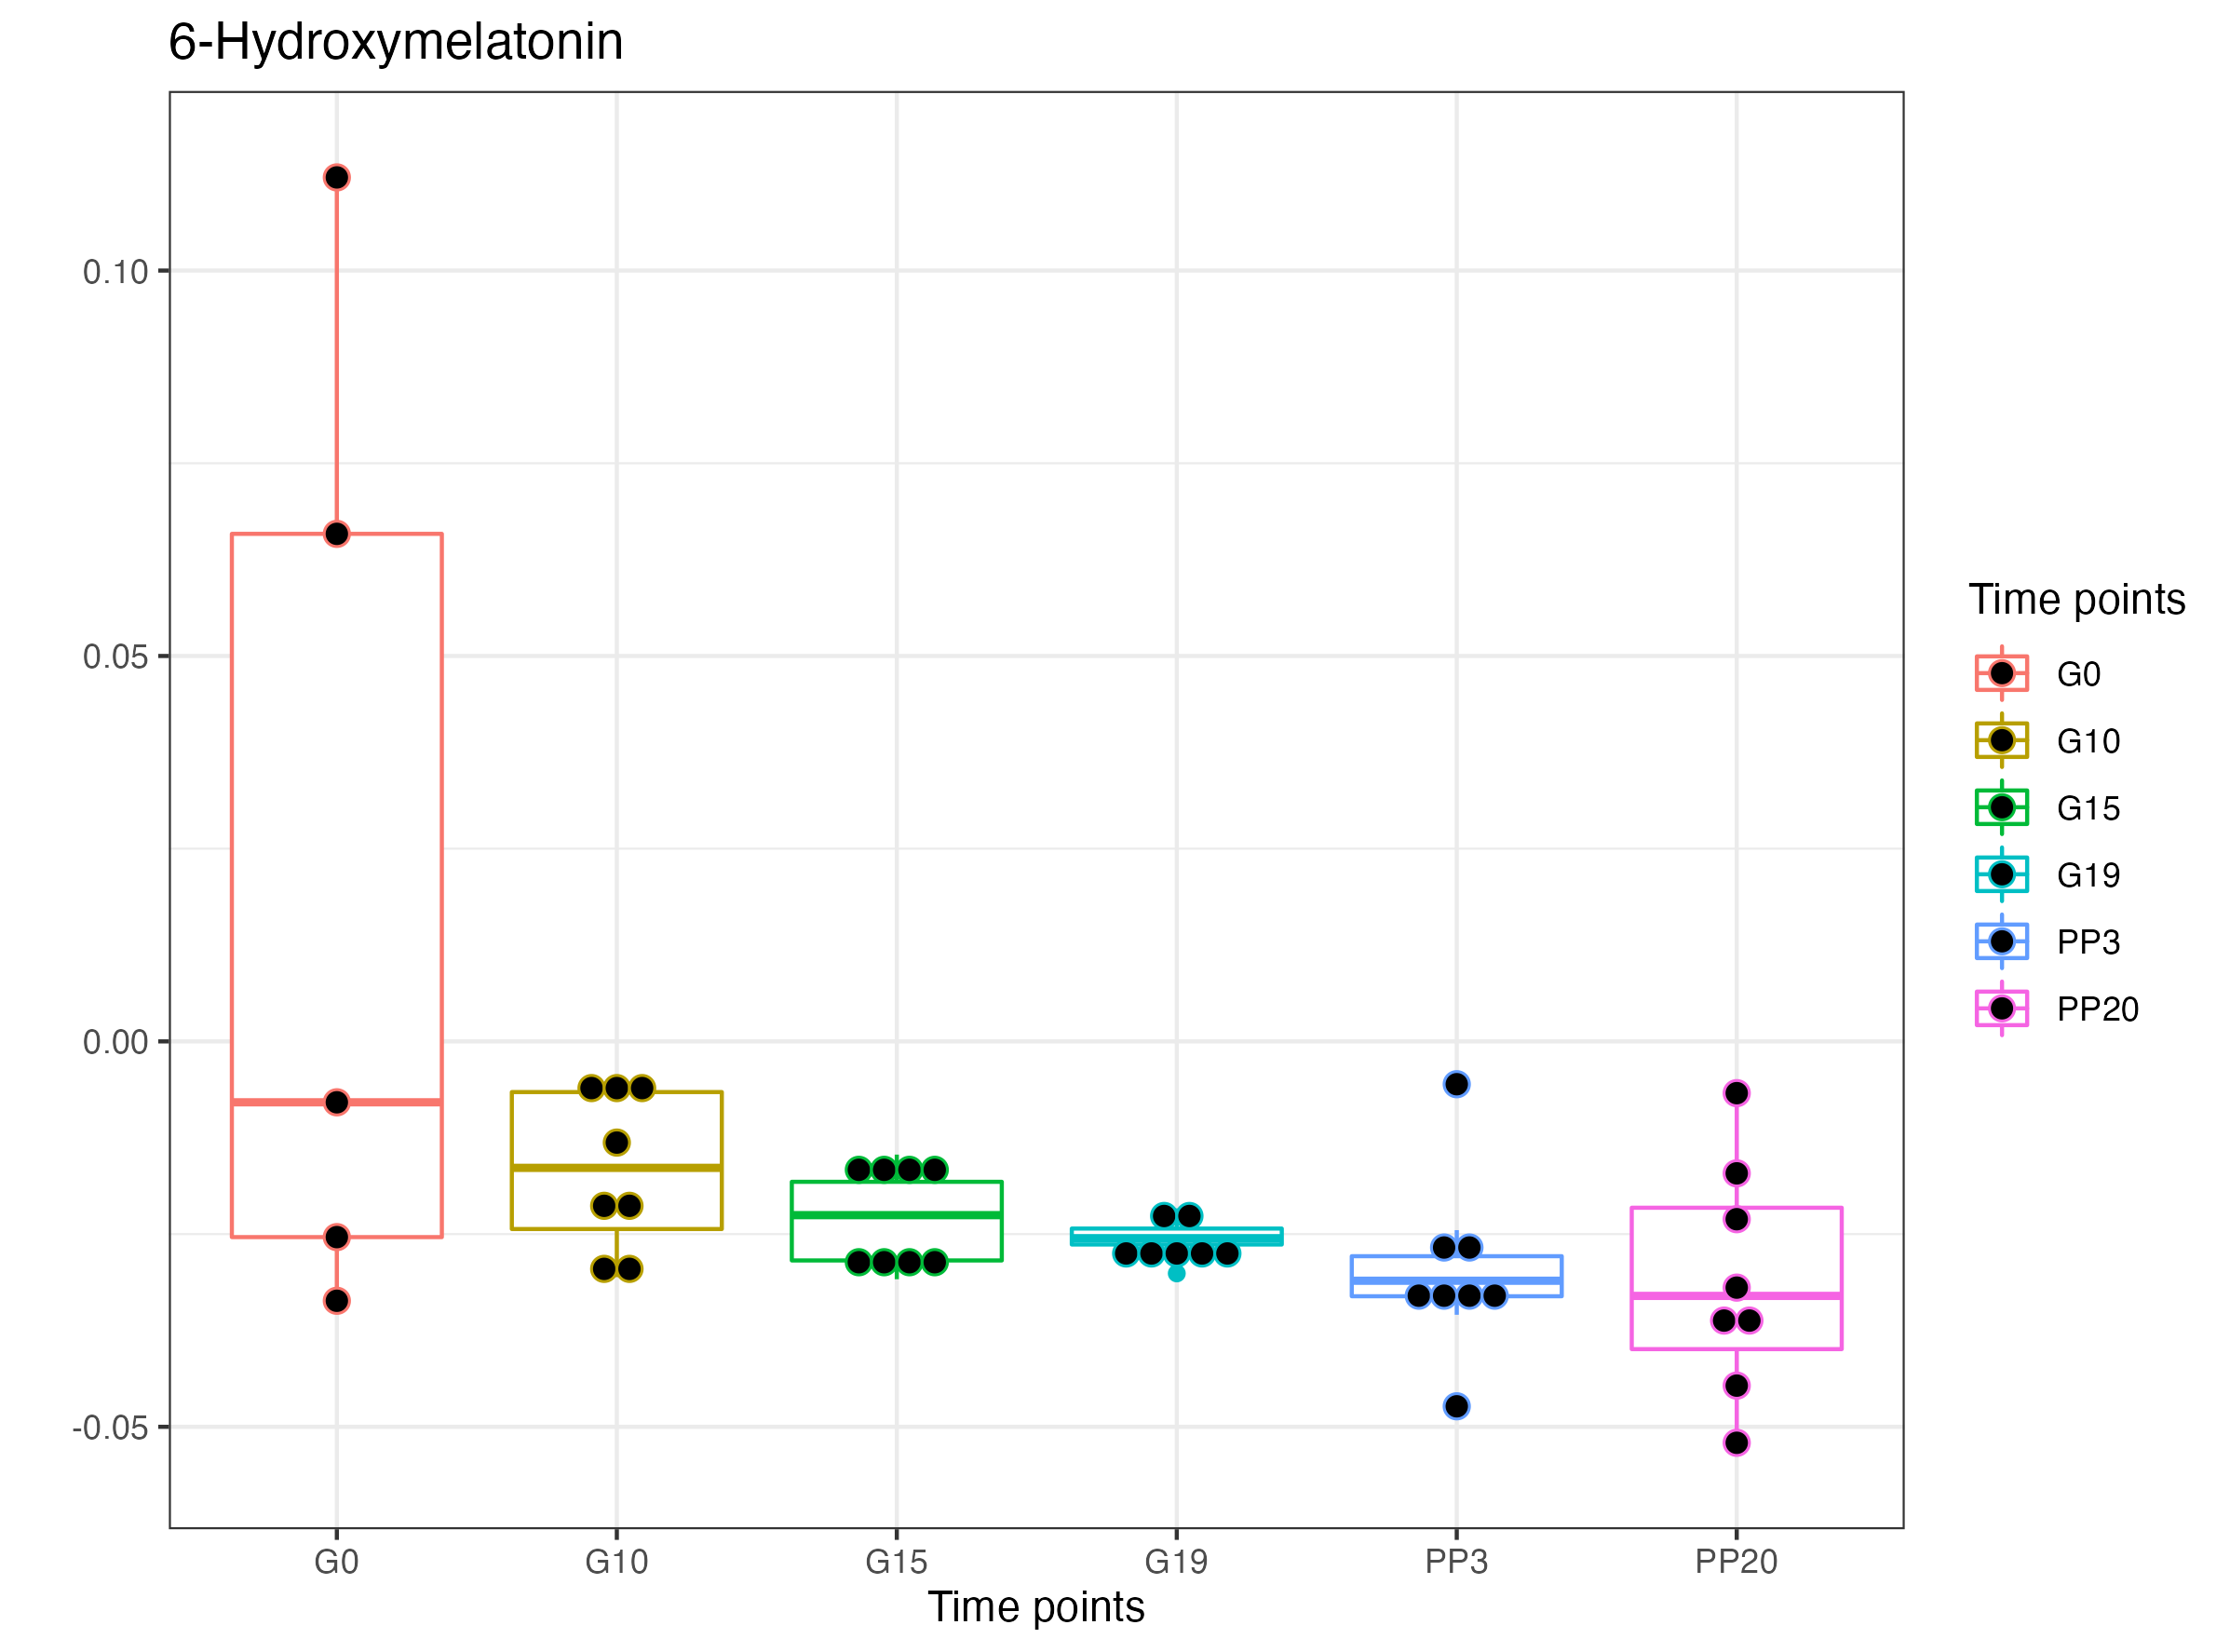 6-Hydroxymelatonin
0.10
0.05
0.00
-0.05
G0 G10 G15 G19 PP3 PP20
Time points
Time points
G0
G10
G15
G19
PP3
PP20